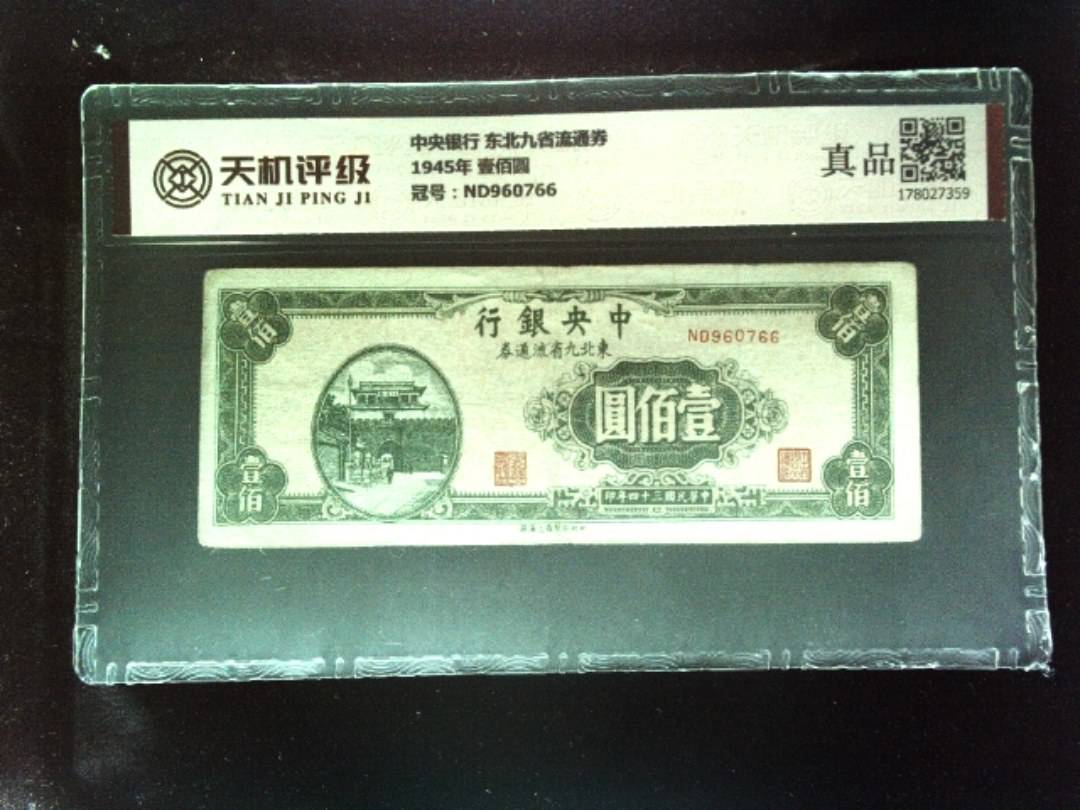 天机评级
TIAN JI PING JI
中央银行 东北九省流通券
1945年 壹佰圆
冠号：ND960766
真品
178027359
壹佰
壹佰
行銀央中
ND960766
券通流省九北東
圓佰壹
壹佰
壹佰
印年四十三國民華中